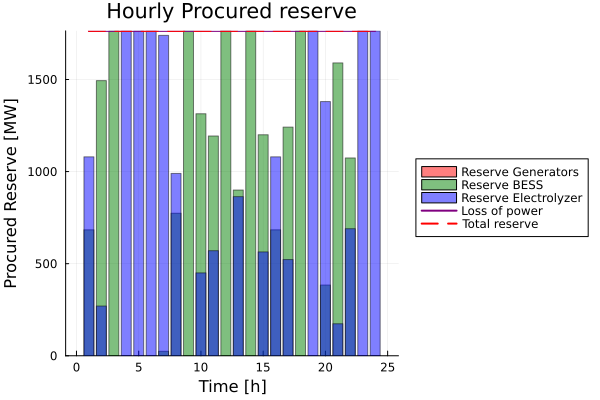 Hourly Procured reserve
Procured Reserve [MW]
1500
1000
500
0
0 5 10 15 20 25
Time [h]
Reserve Generators
Reserve BESS
Reserve Electrolyzer
Loss of power
Total reserve